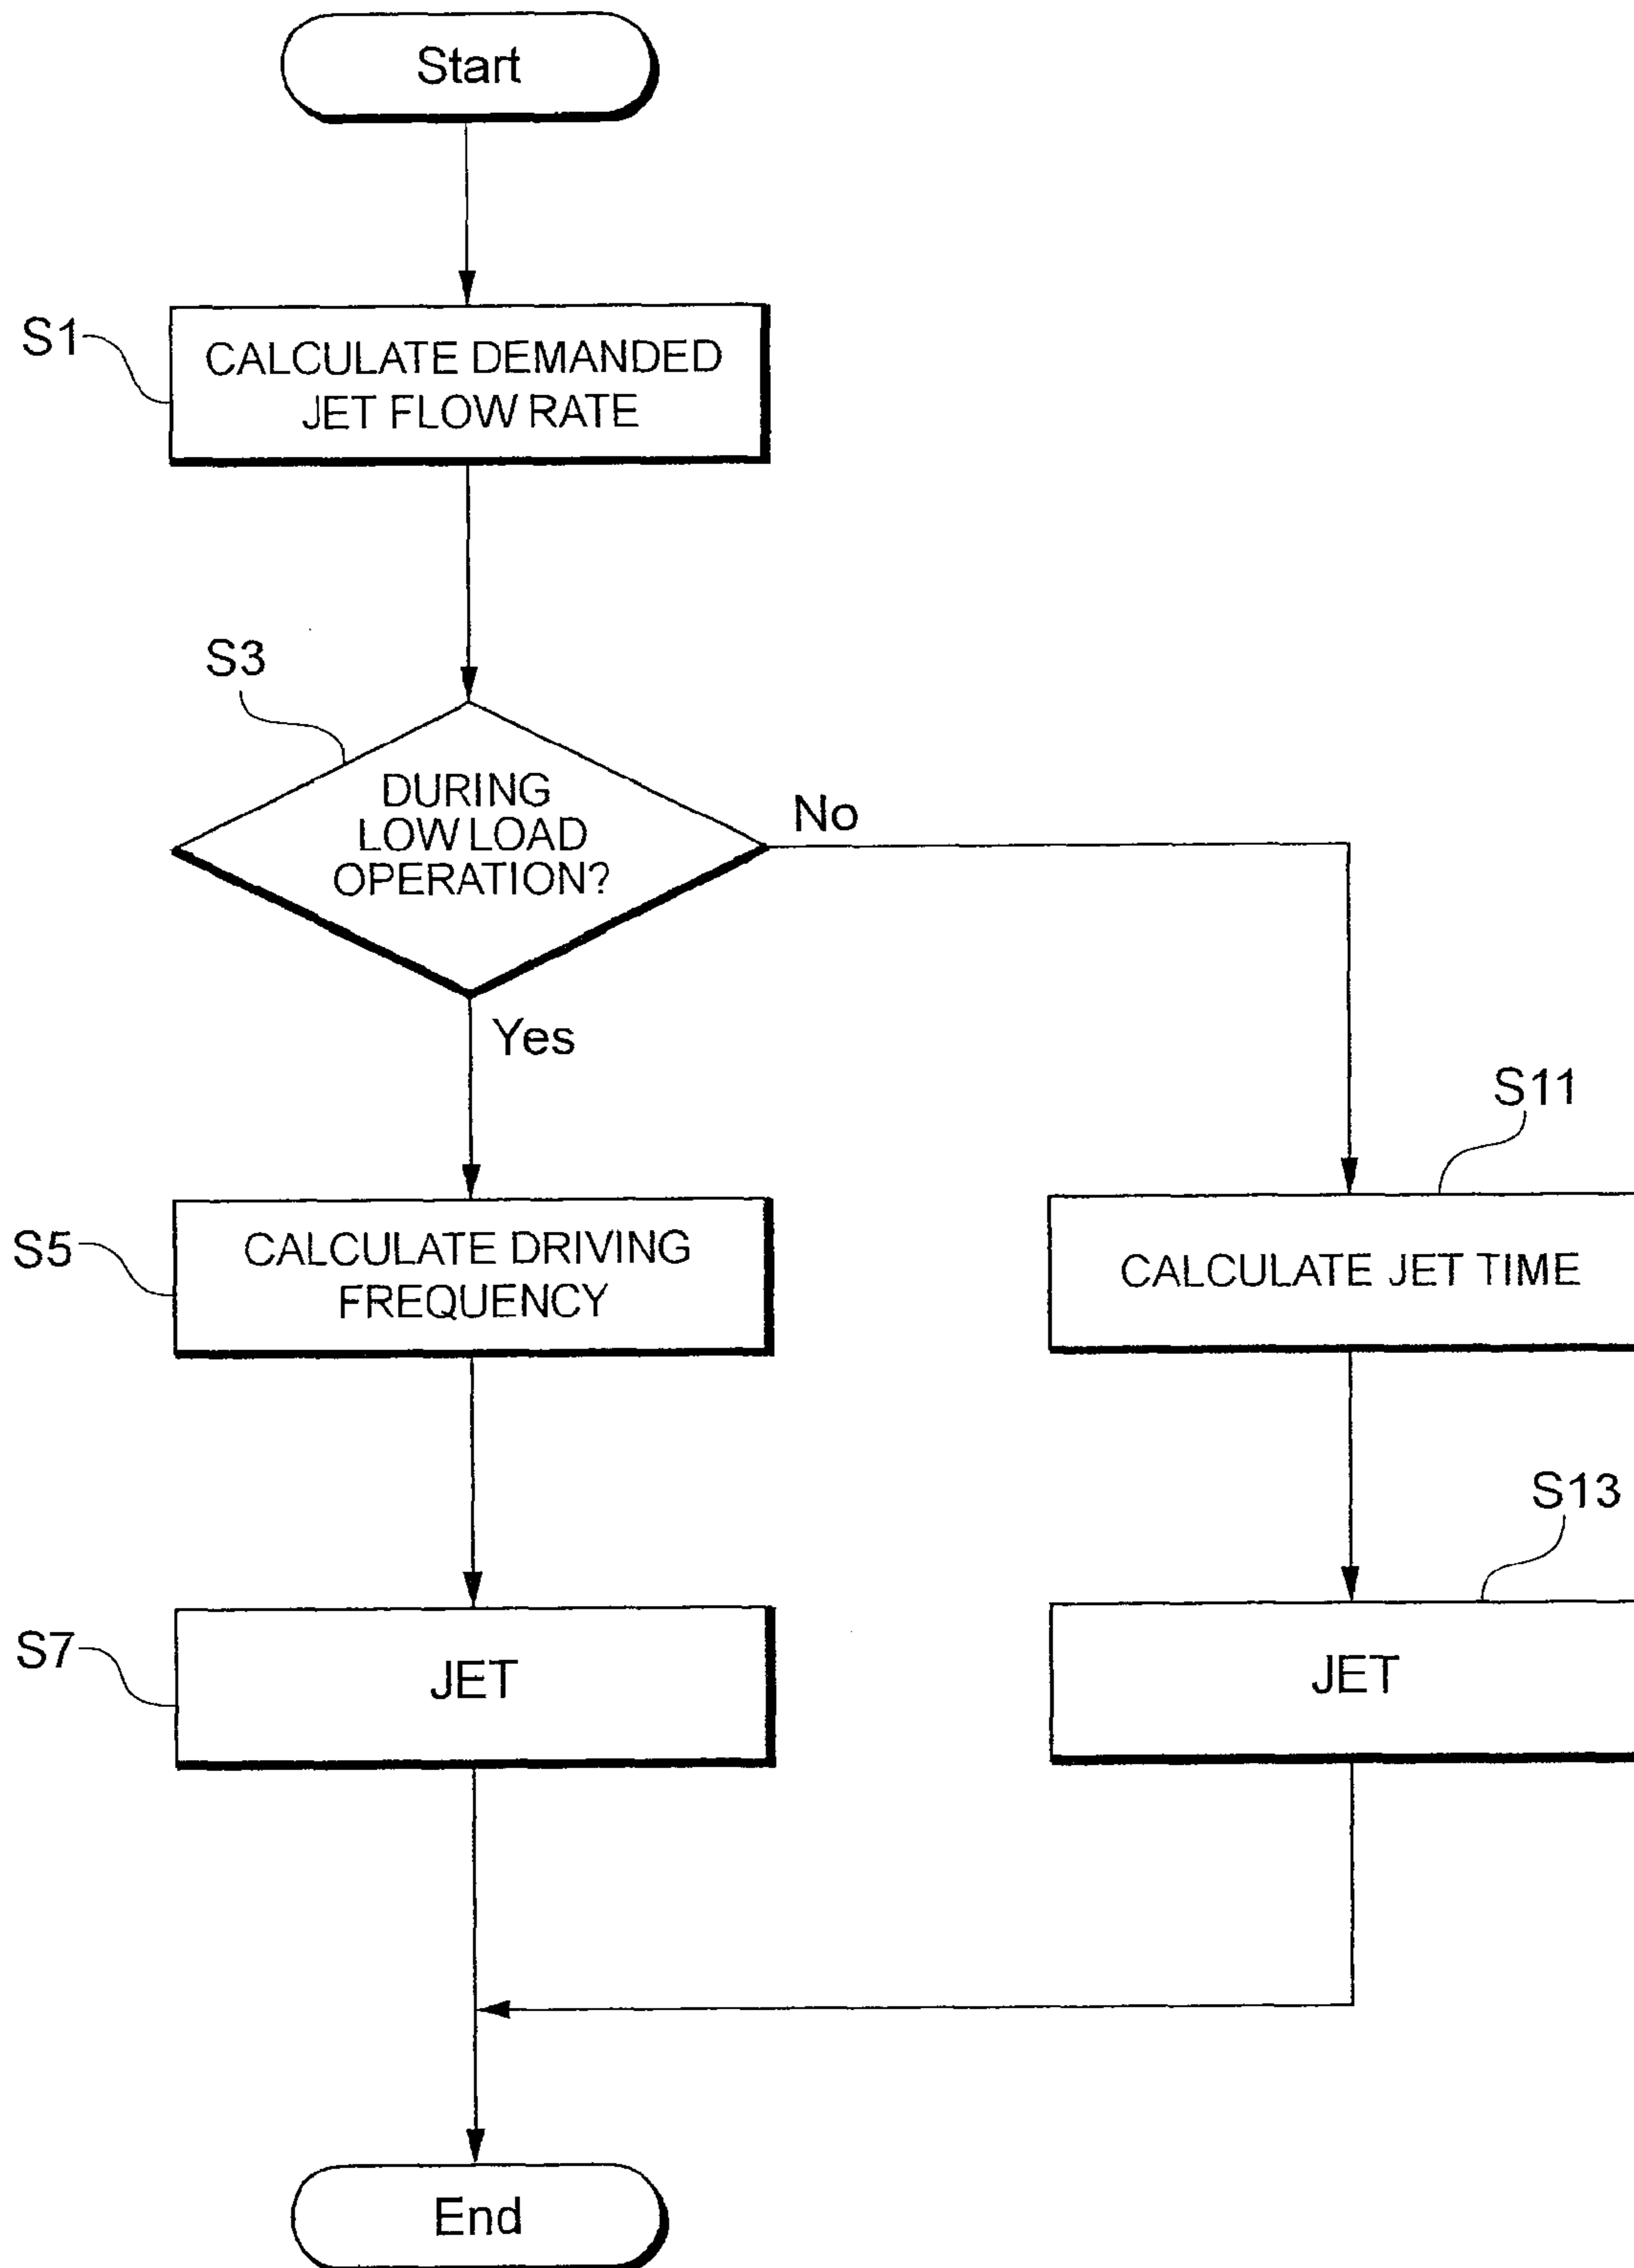 Start
S1
CALCULATE DEMANDED
JET FLOW RATE
S3
DURING
LOW LOAD
OPERATION?
No
Yes
S11
S5
CALCULATE DRIVING
FREQUENCY
CALCULATE JET TIME
S13
S7
JET
JET
End